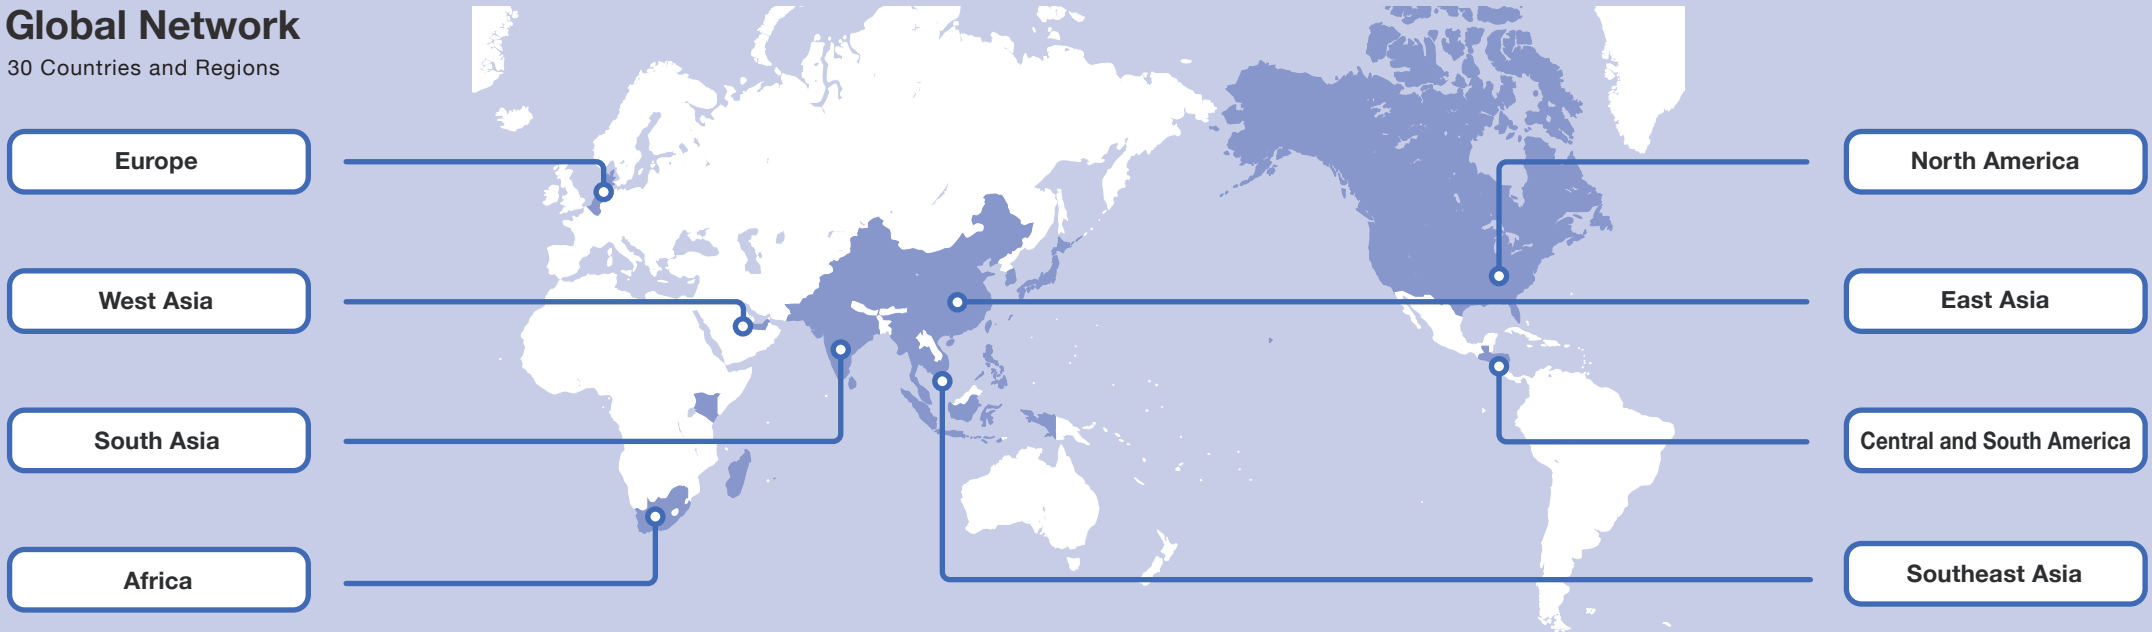 Global Network
30 Countries and Regions
Europe
West Asia
South Asia
Africa
North America
East Asia
Central and South America
Southeast Asia